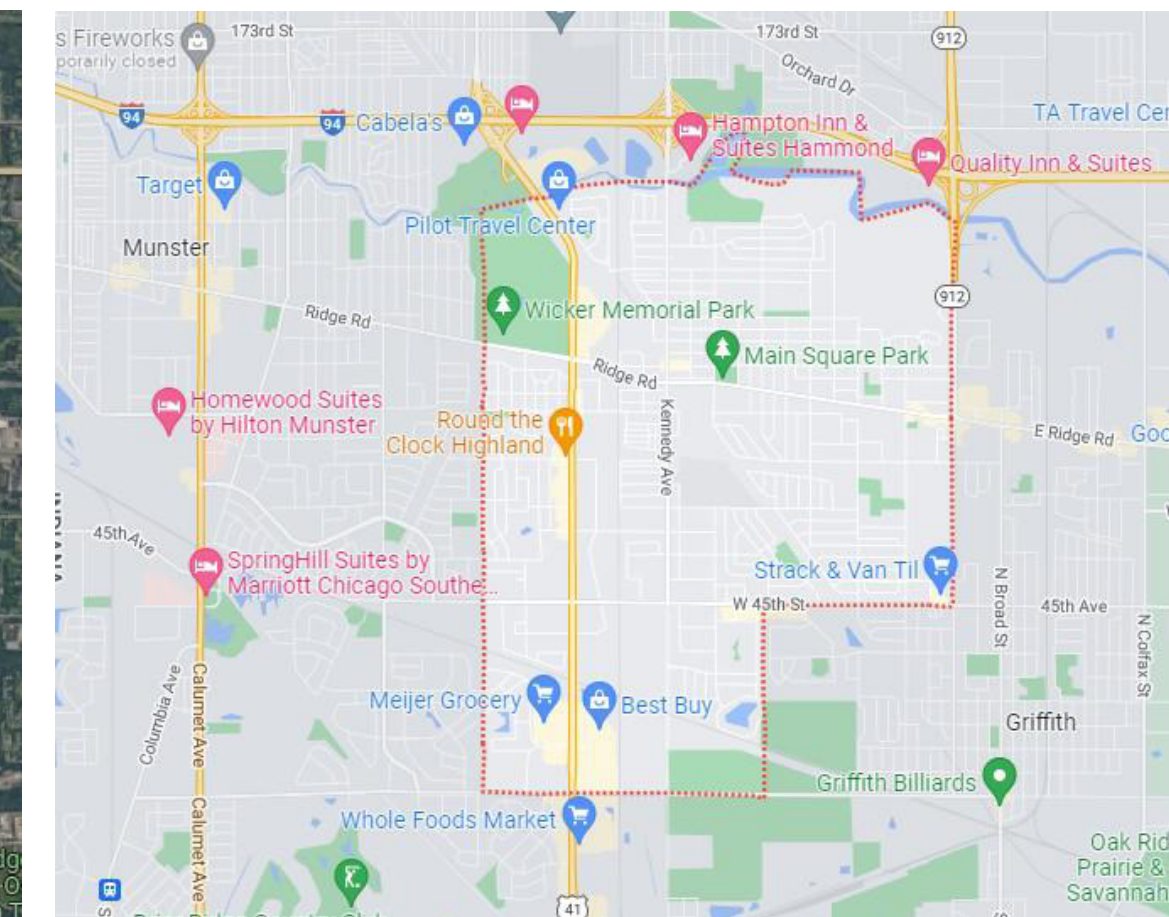 s Fireworks
porarily closed
173rd St
173rd St
912
Orchard Dr
94
94
Cabela's
Hampton Inn &
Suites Hammond
TA Travel Cen
Quality Inn & Suites
Target
Pilot Travel Center
Munster
912
Ridge Rd
Wicker Memorial Park
Main Square Park
Ridge Rd
Homewood Suites
by Hilton Munster
Round the
Clock Highland
Kennedy Ave
E Ridge Rd
INDIANA
45th Ave
SpringHill Suites by
Marriott Chicago Southe...
Strack & Van Til
W 45th St
N Broad St
45th Ave
N Colfax St
Columbia Ave
Calumet Ave
Calumet Ave
Meijer Grocery
Best Buy
Griffith
Griffith Billiards
Whole Foods Market
Oak Rid
Prairie &
Savannah
41